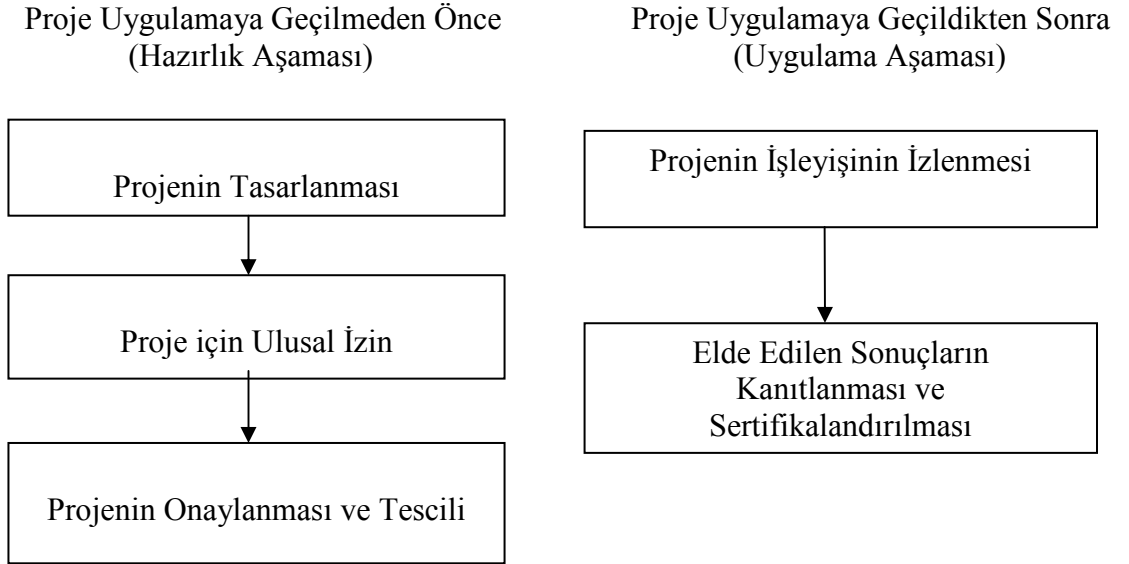 Proje Uygulamaya Geçilmeden Önce
(Hazırlık Aşaması)
Projenin Tasarlanması
Proje için Ulusal İzin
Projenin Onaylanması ve Tescili
Proje Uygulamaya Geçildikten Sonra
(Uygulama Aşaması)
Projenin İşleyişinin İzlenmesi
Elde Edilen Sonuçların
Kanıtlanması ve
Sertifikalandırılması